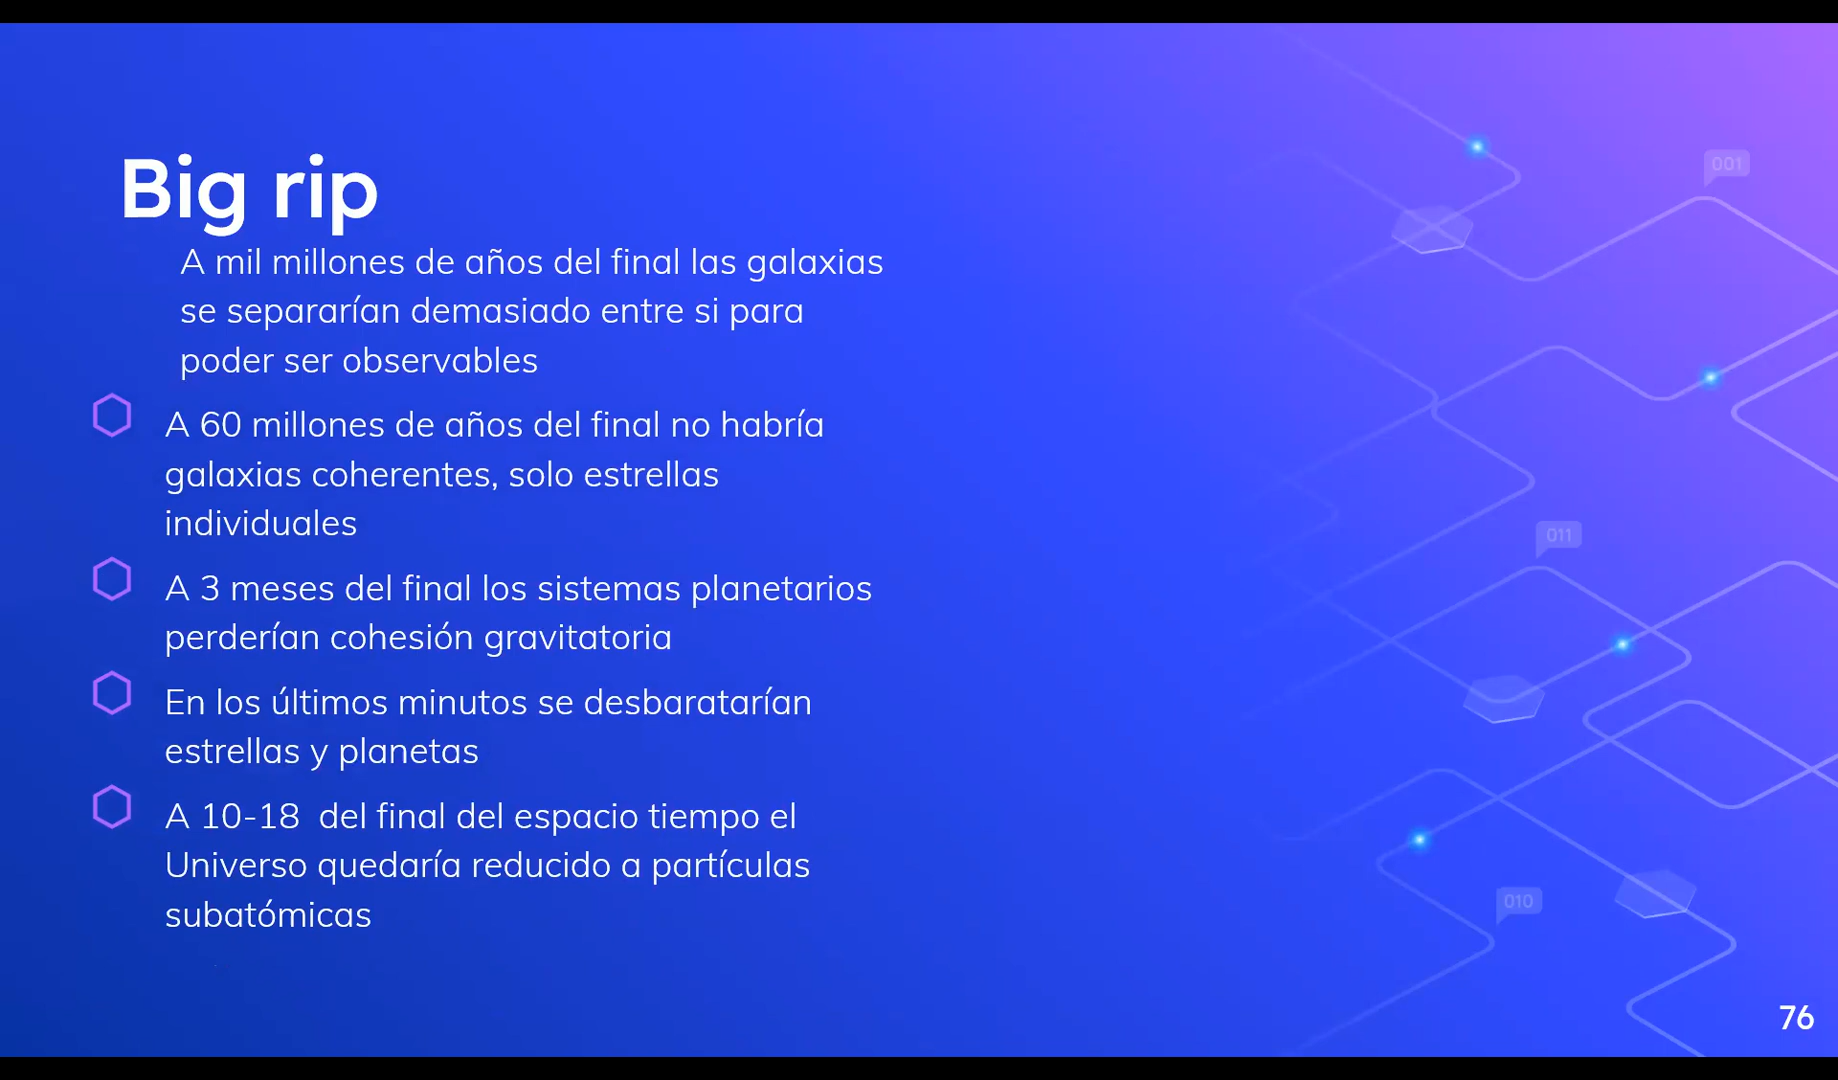 Big rip
A mil millones de años del final las galaxias
se separarían demasiado entre si para
poder ser observables
A 60 millones de años del final no habría
galaxias coherentes, solo estrellas
individuales
A 3 meses del final los sistemas planetarios
perderían cohesión gravitatoria
En los últimos minutos se desbaratarían
estrellas y planetas
A 10-18  del final del espacio tiempo el
Universo quedaría reducido a partículas
subatómicas
001
011
010
76